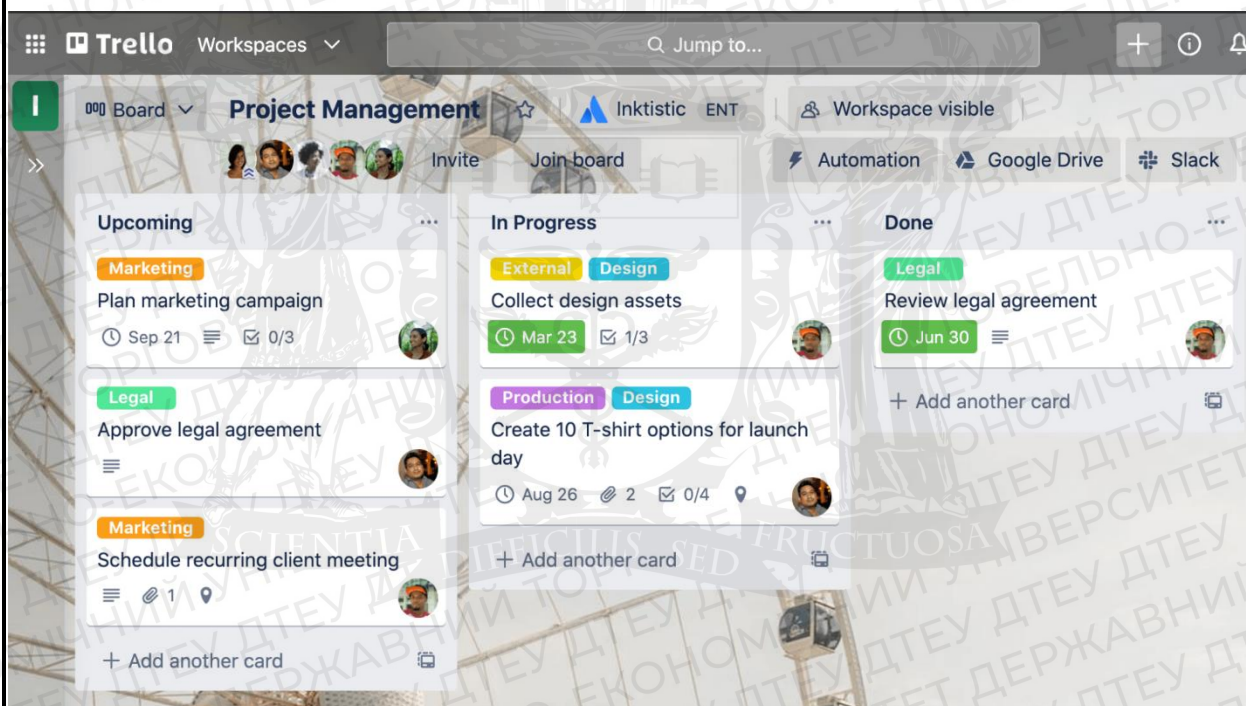 Trello Workspaces Jump to...
I
Board Project Management Inktistic ENT Workspace visible
Invite Join board Automation Google Drive Slack
Upcoming
Marketing
Plan marketing campaign
Sep 21 0/3
Legal
Approve legal agreement
Marketing
Schedule recurring client meeting
1
+ Add another card
In Progress
External Design
Collect design assets
Mar 23 1/3
Production Design
Create 10 T-shirt options for launch
day
Aug 26 2 0/4
+ Add another card
Done
Legal
Review legal agreement
Jun 30
+ Add another card
SCIENTIA DIFFICILIS SED FRUCTUOSA